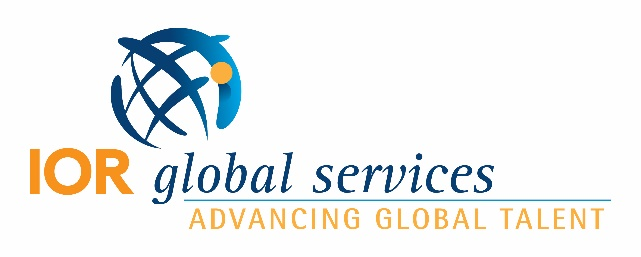 IOR global services
ADVANCING GLOBAL TALENT